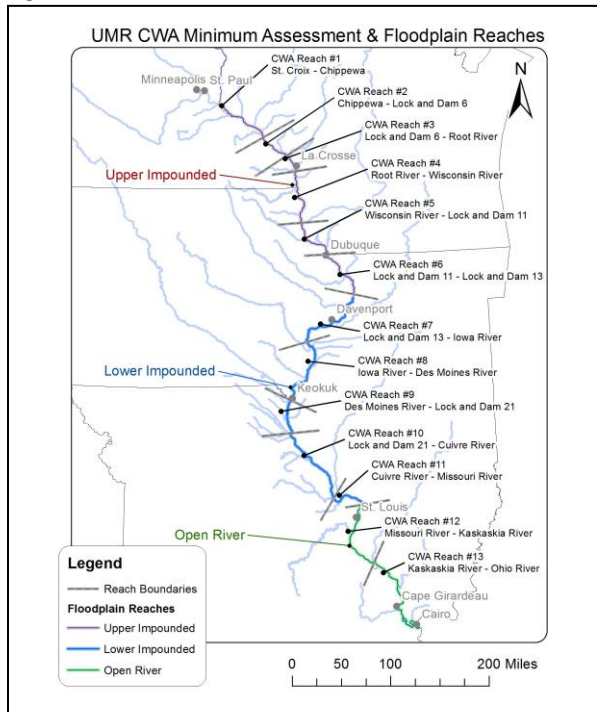 UMR CWA Minimum Assessment & Floodplain Reaches
CWA Reach #1
St. Croix - Chippewa
Minneapolis
St. Paul
N
CWA Reach #2
Chippewa - Lock and Dam 6
CWA Reach #3
Lock and Dam 6 - Root River
La Crosse
CWA Reach #4
Root River - Wisconsin River
Upper Impounded
CWA Reach #5
Wisconsin River - Lock and Dam 11
Dubuque
CWA Reach #6
Lock and Dam 11 - Lock and Dam 13
Davenport
CWA Reach #7
Lock and Dam 13 - Iowa River
CWA Reach #8
Iowa River - Des Moines River
Lower Impounded
Keokuk
CWA Reach #9
Des Moines River - Lock and Dam 21
CWA Reach #10
Lock and Dam 21 - Cuivre River
CWA Reach #11
Cuivre River - Missouri River
St. Louis
CWA Reach #12
Missouri River - Kaskaskia River
Open River
CWA Reach #13
Kaskaskia River - Ohio River
Cape Girardeau
Cairo
Legend
Reach Boundaries
Floodplain Reaches
Upper Impounded
Lower Impounded
Open River
0 50 100 200 Miles